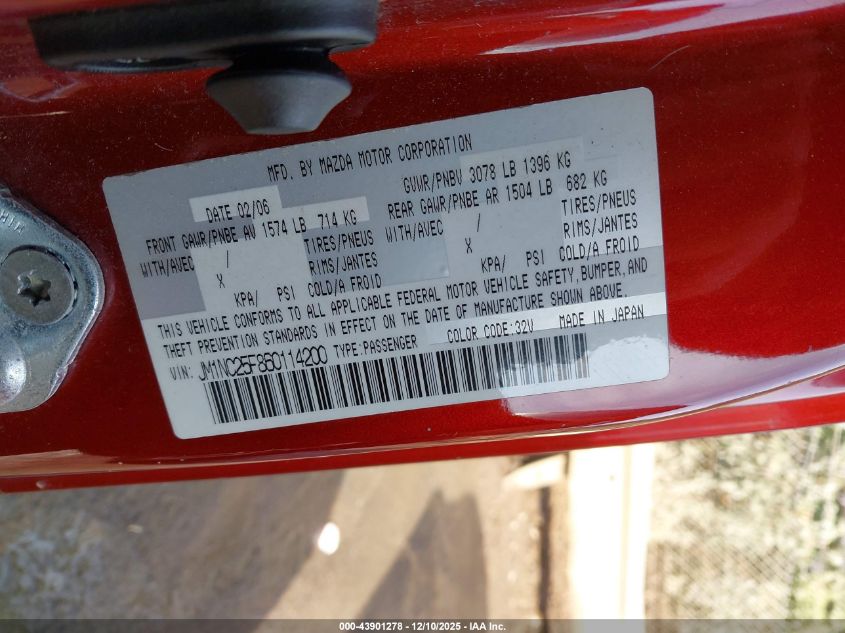 MFD. BY MAZDA MOTOR CORPORATION
DATE 02/06 GVWR/PNBV 3078 LB 1396 KG
FRONT GAWR/PNBE AV 1574 LB 714 KG REAR GAWR/PNBE AR 1504 LB 682 KG
WITH/AVEC / TIRES/PNEUS WITH/AVEC / TIRES/PNEUS
X RIMS/JANTES X RIMS/JANTES
KPA/ PSI COLD/A FROID KPA/ PSI COLD/A FROID
THIS VEHICLE CONFORMS TO ALL APPLICABLE FEDERAL MOTOR VEHICLE SAFETY, BUMPER, AND
THEFT PREVENTION STANDARDS IN EFFECT ON THE DATE OF MANUFACTURE SHOWN ABOVE.
VIN: JM1NC25F860114200 TYPE:PASSENGER COLOR CODE:32V MADE IN JAPAN
000-43901278 – 12/10/2025 - IAA Inc.